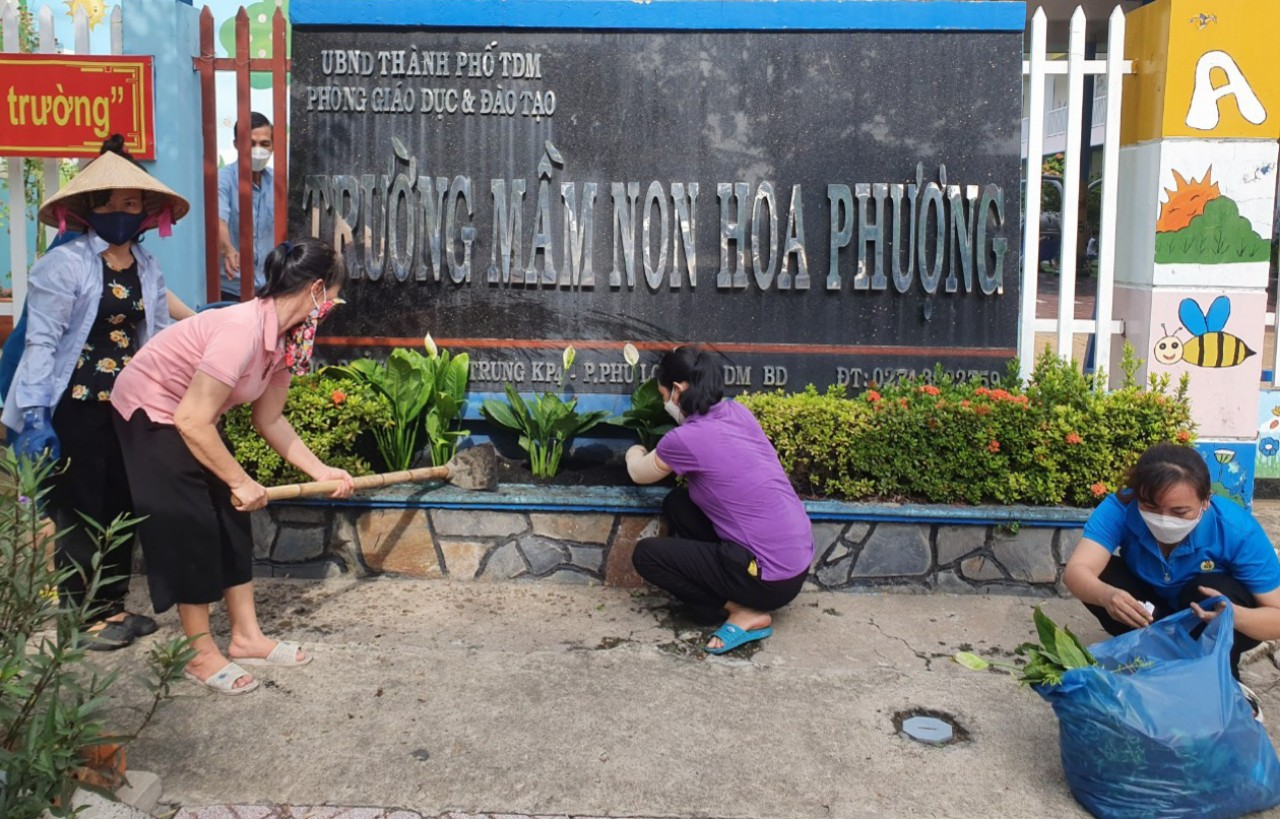 trường”
UBND THÀNH PHỐ TDM
PHÒNG GIÁO DỤC & ĐÀO TẠO
TRƯỜNG MẦM NON HOA PHƯỢNG
TRUNG KP P.PHÚ L DM BD ĐT:
A